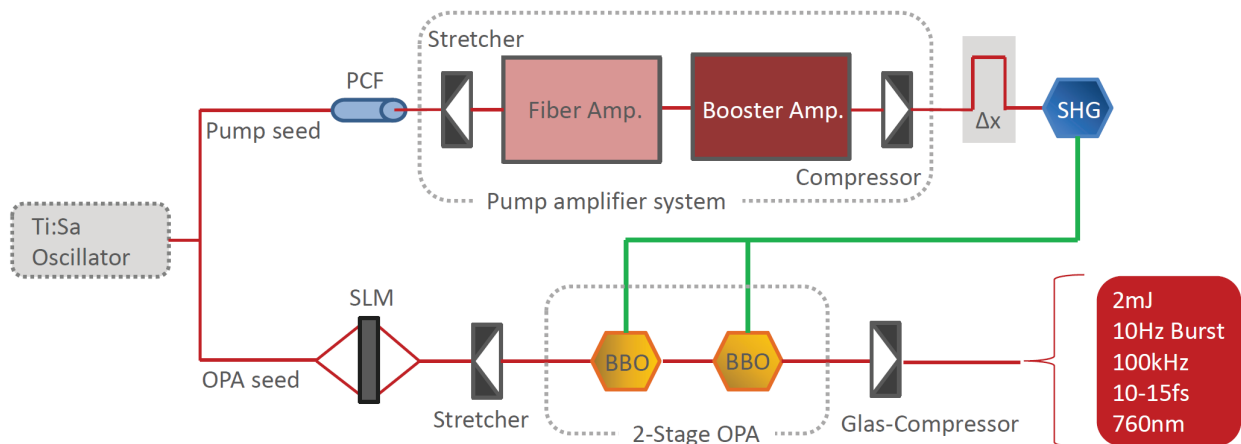 Stretcher
PCF
Fiber Amp.
Booster Amp.
Δx
SHG
Pump seed
Compressor
Pump amplifier system
Ti:Sa
Oscillator
SLM
BBO
BBO
OPA seed
Stretcher
2-Stage OPA
Glas-Compressor
2mJ
10Hz Burst
100kHz
10-15fs
760nm